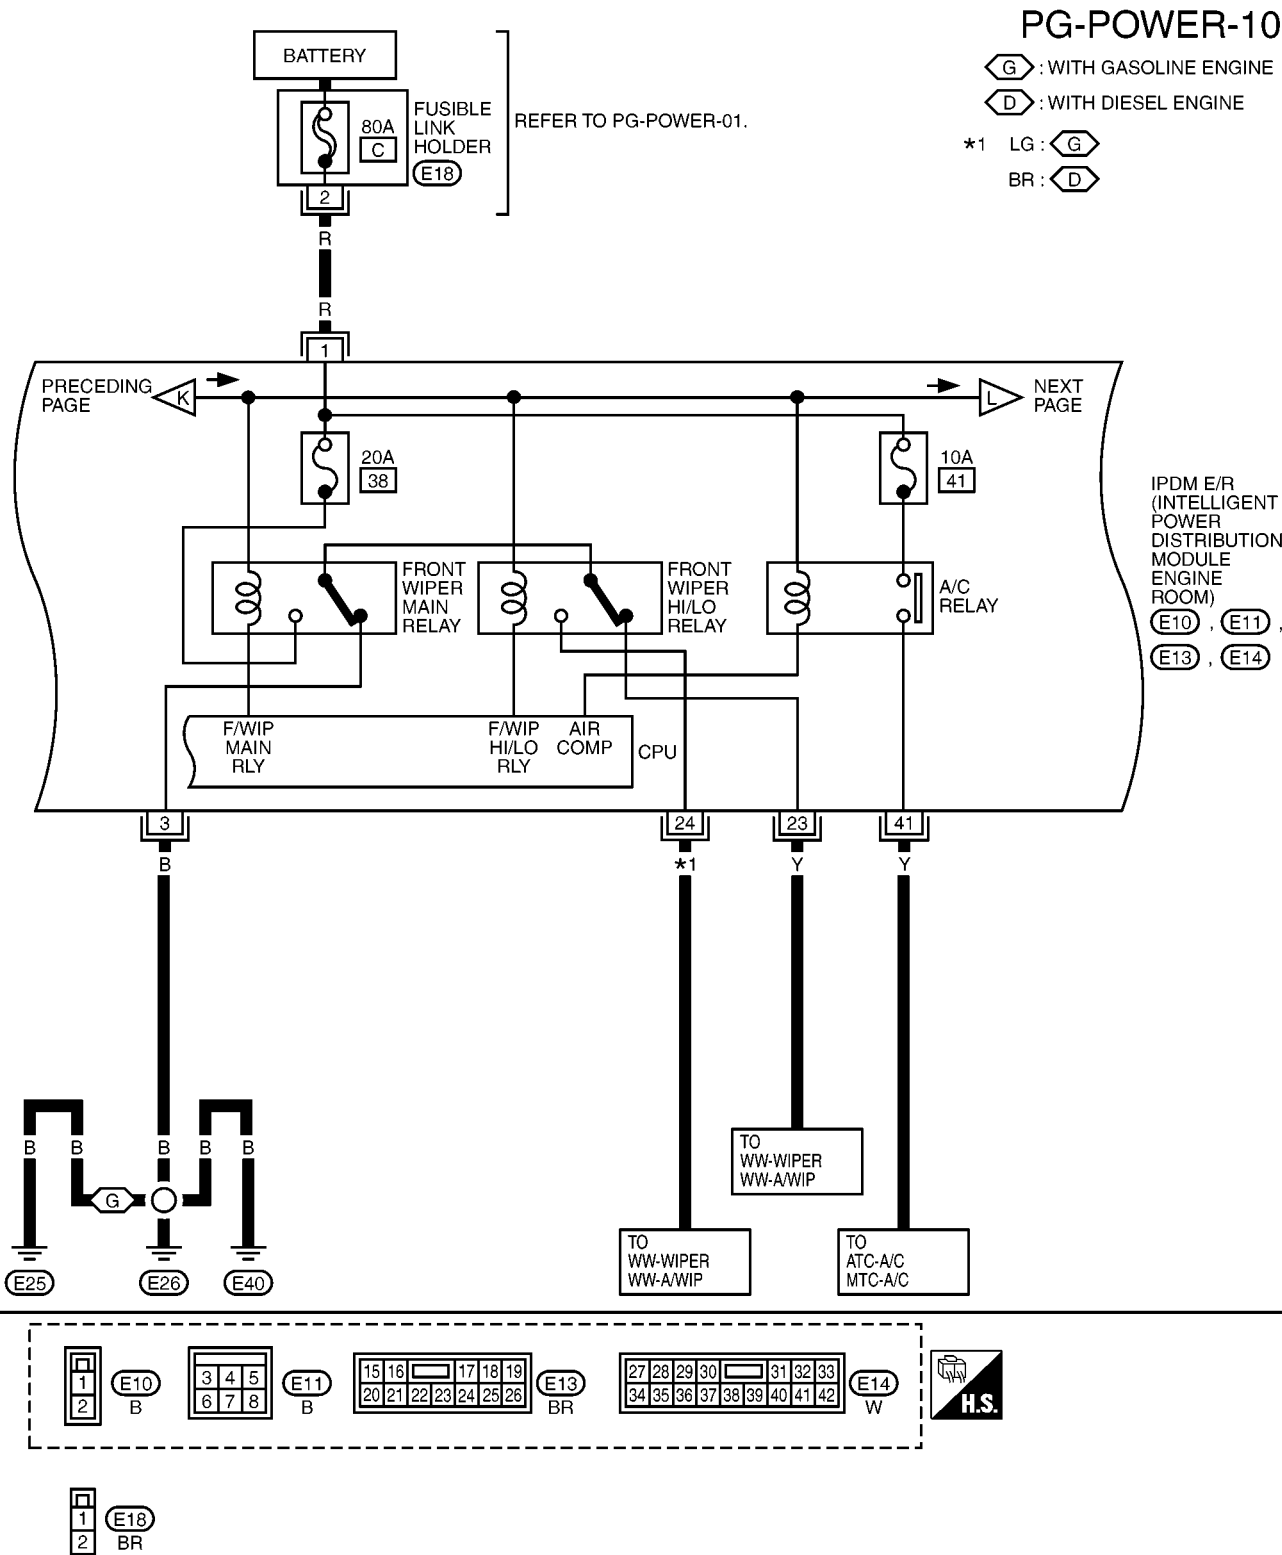 PG-POWER-10
BATTERY
G : WITH GASOLINE ENGINE
D : WITH DIESEL ENGINE
*1 LG : G
BR : D
80A
C
FUSIBLE
LINK
HOLDER
E18
REFER TO PG-POWER-01.
2
R
R
1
PRECEDING
PAGE
K
L
NEXT
PAGE
20A
38
10A
41
IPDM E/R
(INTELLIGENT
POWER
DISTRIBUTION
MODULE
ENGINE
ROOM)
E10 , E11 ,
E13 , E14
FRONT
WIPER
MAIN
RELAY
FRONT
WIPER
HI/LO
RELAY
A/C
RELAY
F/WIP
MAIN
RLY
F/WIP
HI/LO
RLY
AIR
COMP
CPU
3
24
23
41
B
*1
Y
Y
B B B B B
G
TO
WW-WIPER
WW-A/WIP
TO
WW-WIPER
WW-A/WIP
TO
ATC-A/C
MTC-A/C
E25
E26
E40
1
2
E10
B
3 4 5
6 7 8
E11
B
15 16 17 18 19
20 21 22 23 24 25 26
E13
BR
27 28 29 30 31 32 33
34 35 36 37 38 39 40 41 42
E14
W
H.S.
1
2
E18
BR